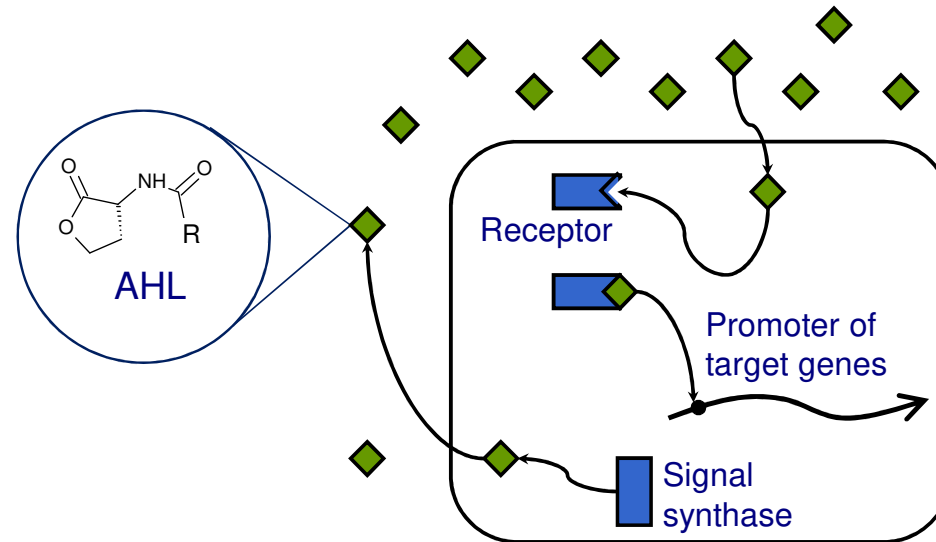 O
NH
O
O
R
AHL
Receptor
Promoter of
target genes
Signal
synthase